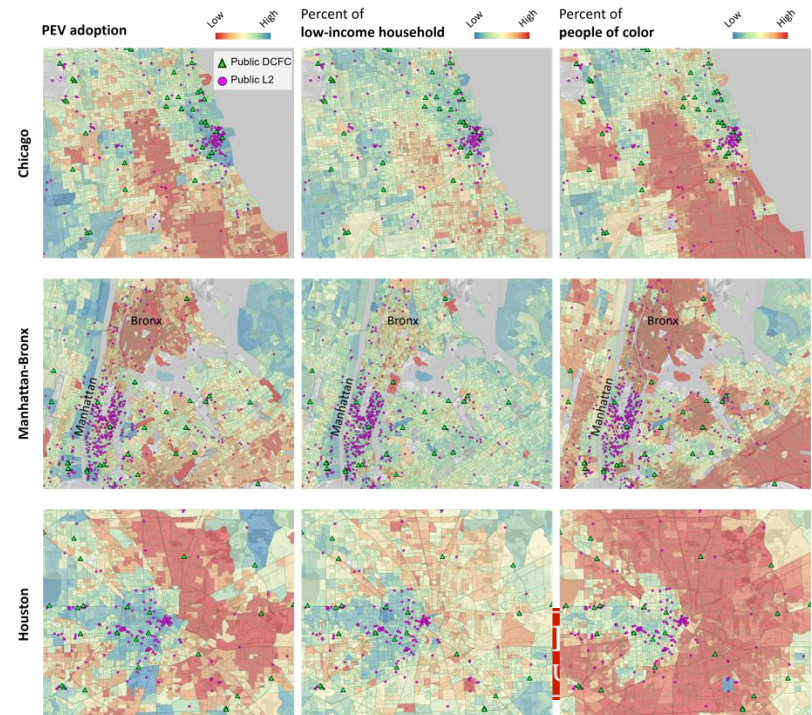 PEV adoption
Low
High
Percent of
low-income household
Low
High
Percent of
people of color
Low
High
Public DCFC
Public L2
Chicago
Manhattan-Bronx
Bronx
Manhattan
Bronx
Manhattan
Bronx
Manhattan
Houston